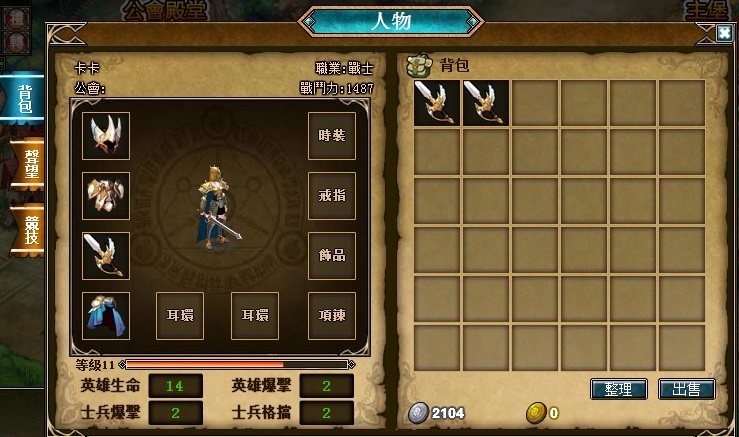 公會殿堂
主堡
人物
背包
聲望
競技
卡卡
職業:戰士
公會:
戰鬥力:1487
時裝
戒指
飾品
耳環
耳環
項鍊
等級11
英雄生命 14
英雄爆擊 2
士兵爆擊 2
士兵格擋 2
背包
整理
出售
2104
0